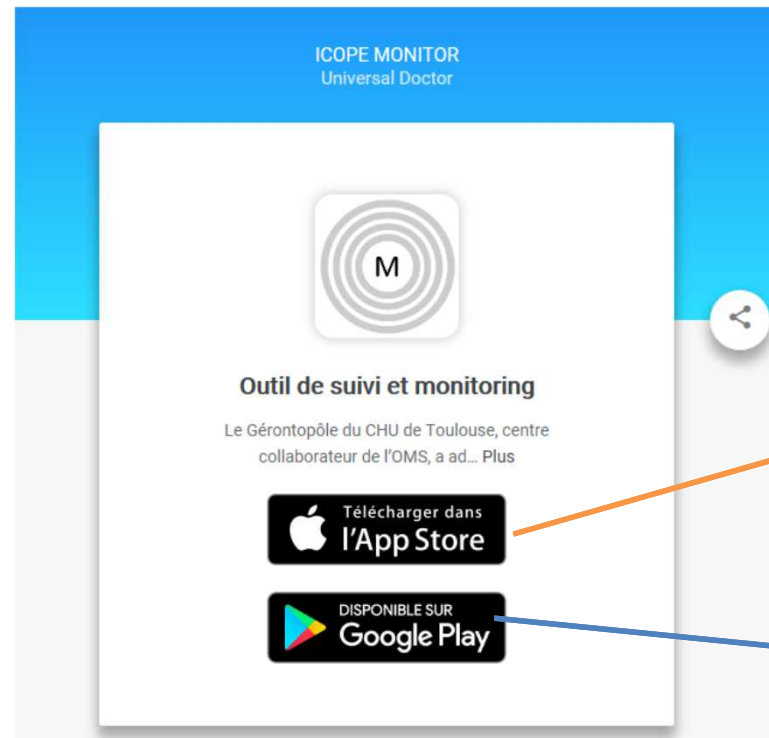 ICOPE MONITOR
Universal Doctor
M
Outil de suivi et monitoring
Le Gérontopôle du CHU de Toulouse, centre
collaborateur de l'OMS, a ad... Plus
Télécharger dans
l'App Store
DISPONIBLE SUR
Google Play